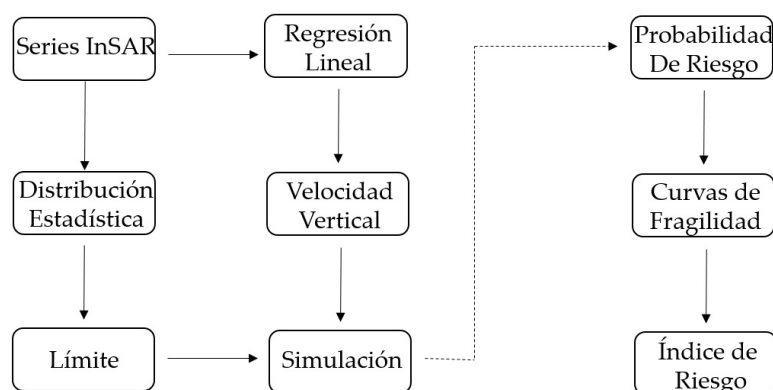 Series InSAR
Regresión
Lineal
Probabilidad
De Riesgo
Distribución
Estadística
Velocidad
Vertical
Curvas de
Fragilidad
Límite
Simulación
Índice de
Riesgo